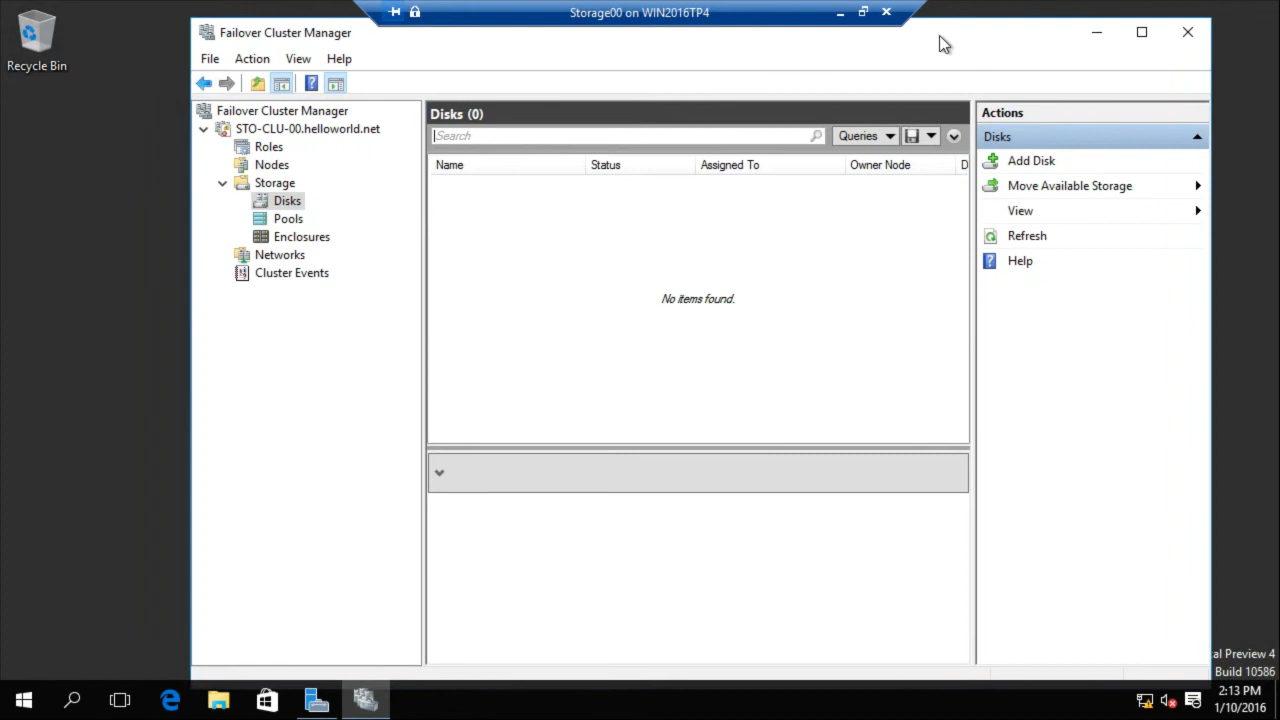 Storage00 on WIN2016TP4
Recycle Bin
Failover Cluster Manager
File Action View Help
Failover Cluster Manager
STO-CLU-00.helloworld.net
Roles
Nodes
Storage
Disks
Pools
Enclosures
Networks
Cluster Events
Disks (0)
Search
Queries
Name Status Assigned To Owner Node D
No items found.
Actions
Disks
Add Disk
Move Available Storage
View
Refresh
Help
al Preview 4
Build 10586
2:13 PM
1/10/2016